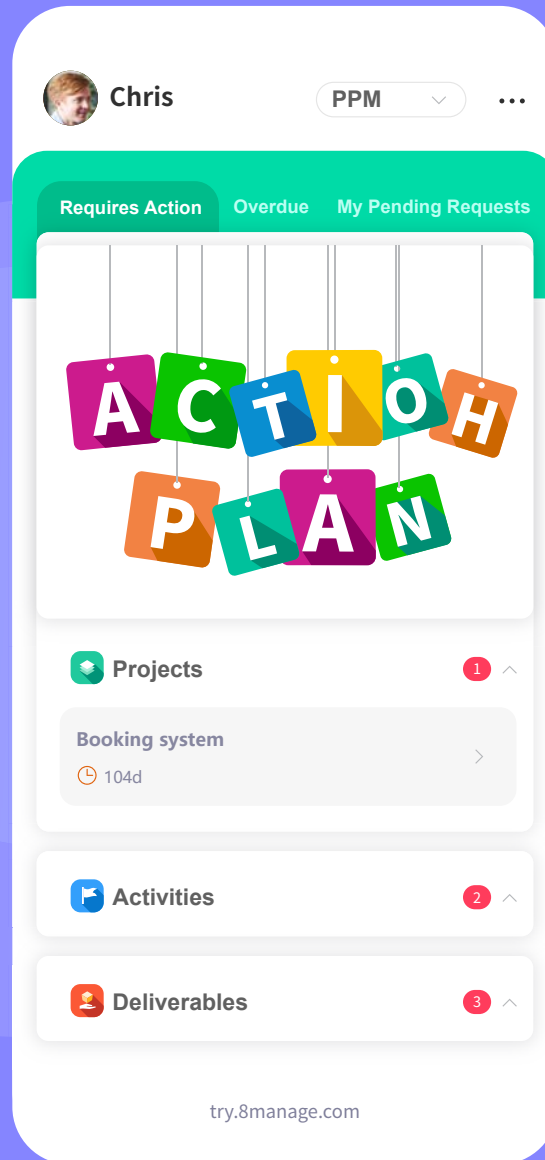 Chris
PPM
Requires Action Overdue My Pending Requests
ACTIOH
PLAN
Projects 1
Booking system
104d
Activities 2
Deliverables 3
try.8manage.com